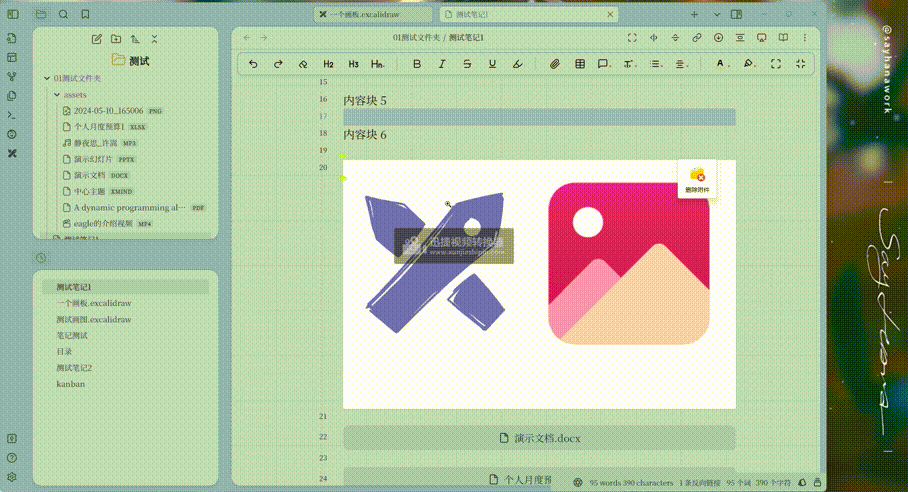 一个画板.excalidraw
测试笔记1
01测试文件夹 / 测试笔记1
H2 H3 Hn
B I S U
A
测试
01测试文件夹
assets
2024-05-10_165006 PNG
个人月度预算1 XLSX
静夜思_许嵩 MP3
演示幻灯片 PPTX
演示文档 DOCX
中心主题 XMIND
A dynamic programming al··· PDF
eagle的介绍视频 MP4
测试笔记1
测试笔记1
一个画板.excalidraw
测试画图.excalidraw
笔记测试
目录
测试笔记2
kanban
15
16 内容块 5
17
18 内容块 6
19
20
删除附件
迅捷视频转换器
www.xunjieshipin.com
21
22 演示文档.docx
23
24 个人月度预
95 words 390 characters 1 条反向链接 95 个词 390 个字符
@sayhanawork